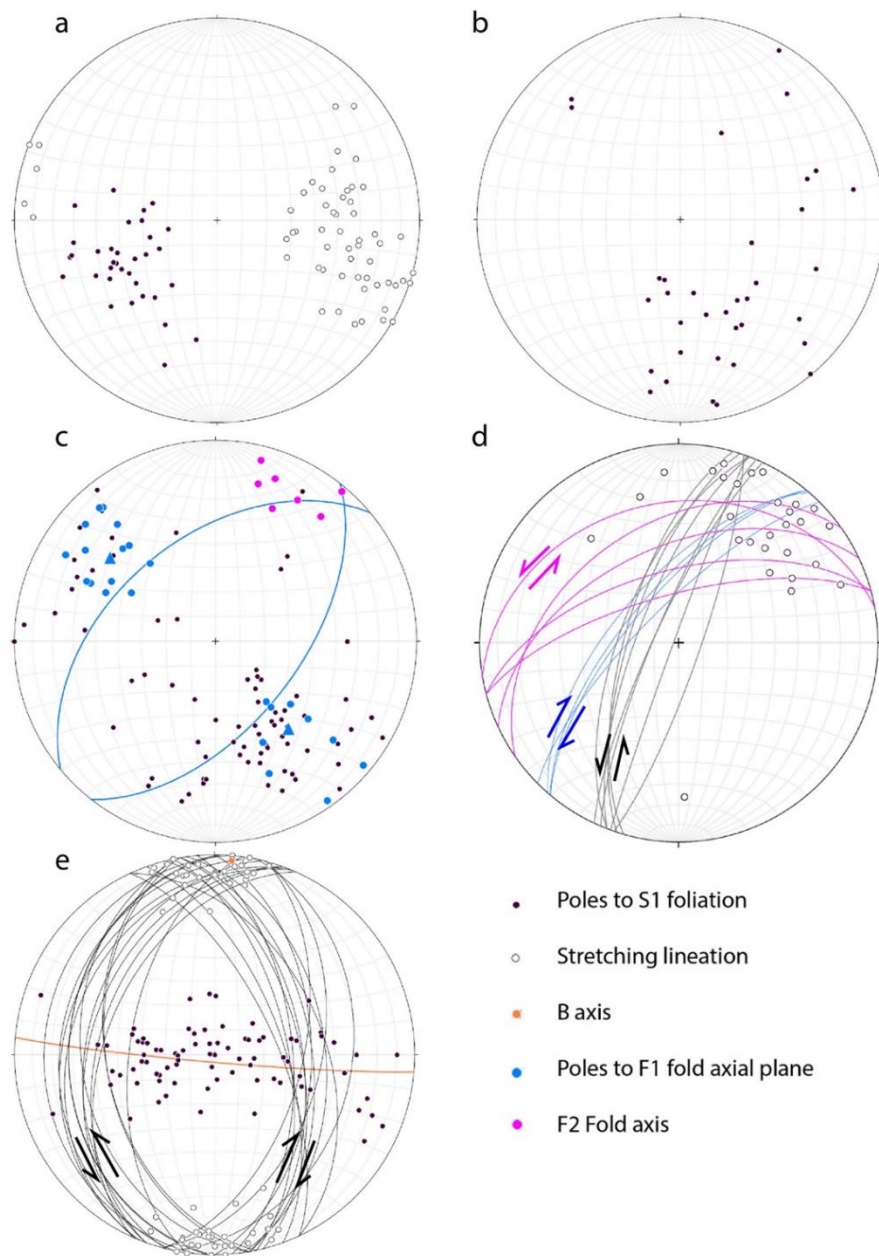 a
b
c
d
e
Poles to S1 foliation
Stretching lineation
B axis
Poles to F1 fold axial plane
F2 Fold axis